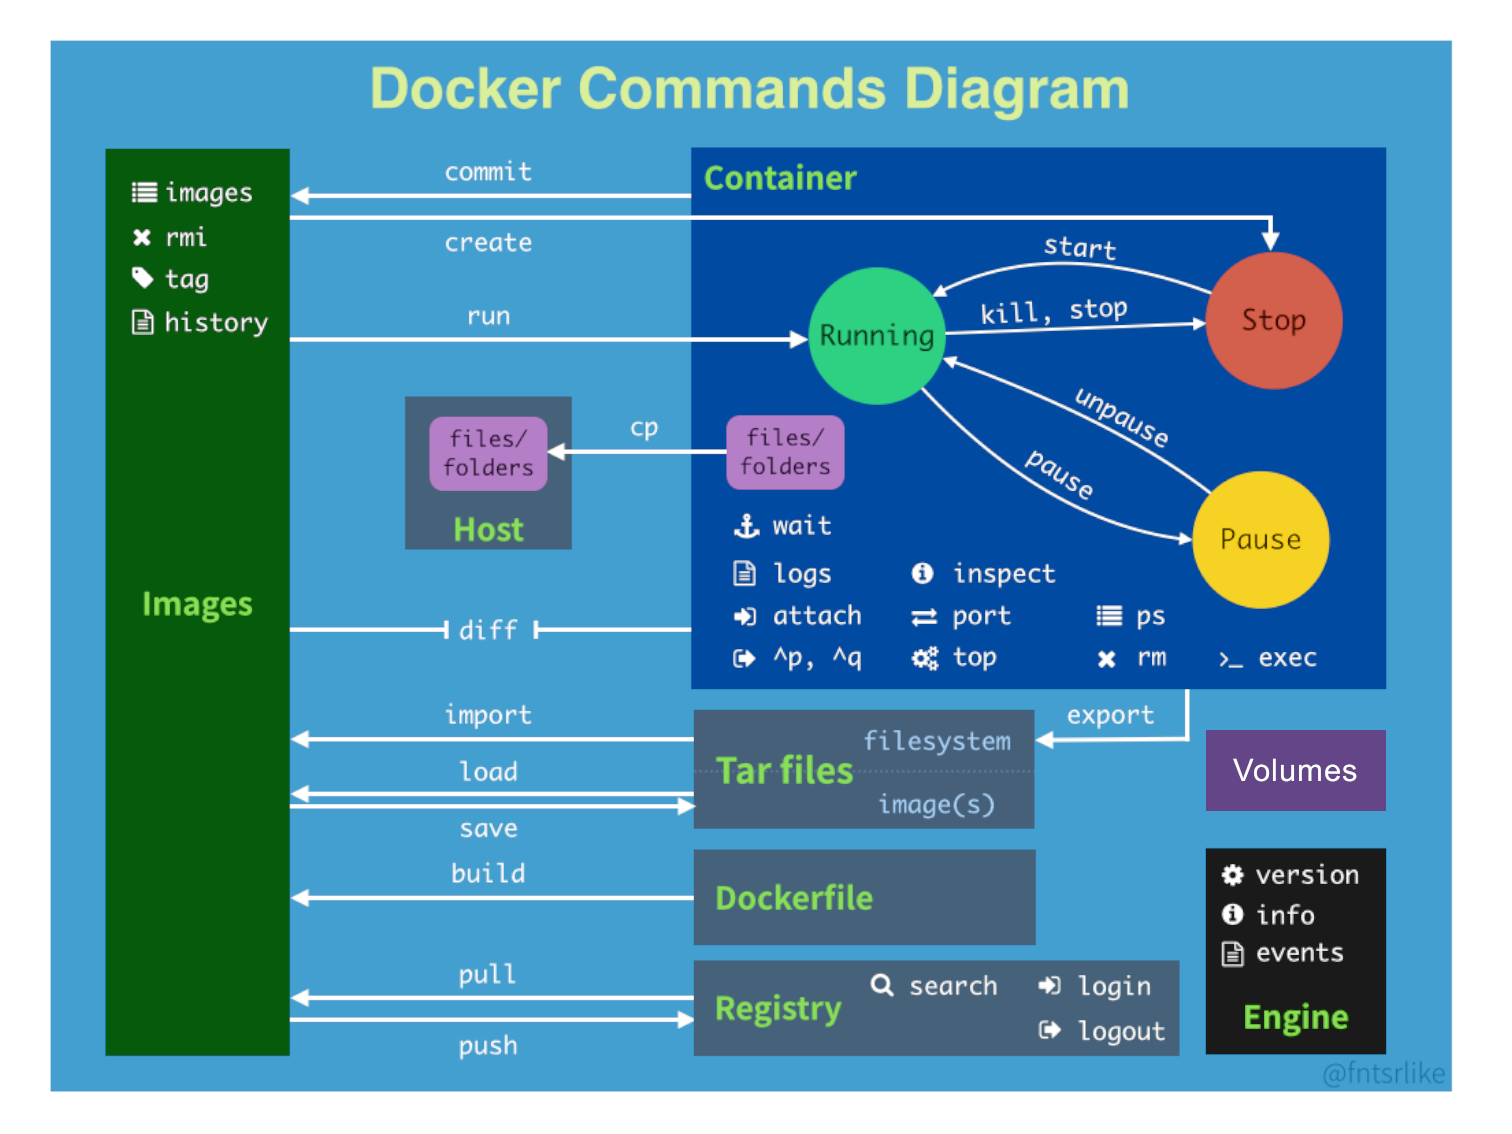 Docker Commands Diagram
images
rmi
tag
history
Images
commit
create
run
cp
files/
folders
Host
diff
import
load
save
build
pull
push
Container
start
kill, stop
Running
Stop
unpause
pause
Pause
files/
folders
wait
logs
inspect
attach
port
ps
^p, ^q
top
rm
>_ exec
export
Tar files
filesystem
image(s)
Volumes
Dockerfile
Registry
search
login
logout
version
info
events
Engine
@fntsrlike